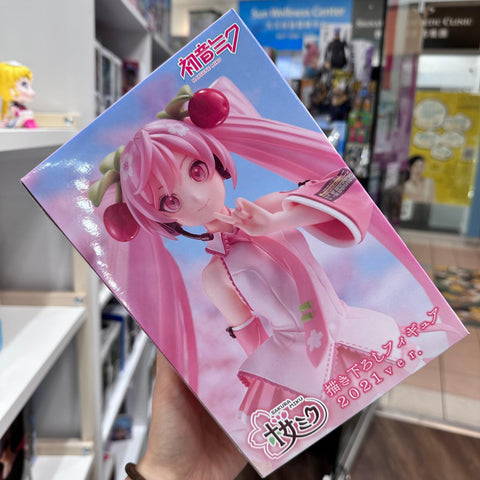 初音ミク
HATSUNE MIKU
Sun Wellness Center
描き下ろしフィギュア
2021ver.
SAKURA MIKU
桜ミク